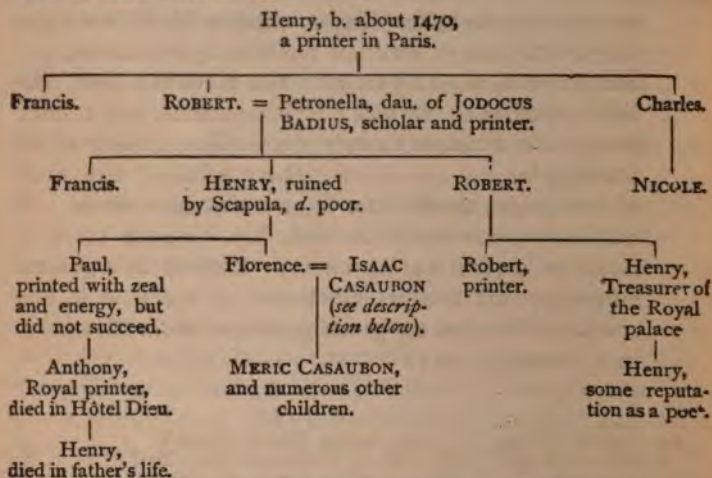 Henry, b. about 1470,
a printer in Paris.
Francis. ROBERT. = Petronella, dau. of JODOCUS Charles.
BADIUS, scholar and printer.
Francis. HENRY, ruined ROBERT. NICOLE.
by Scapula, d. poor.
Paul, Florence. = ISAAC Robert, Henry,
printed with zeal CASAUBON printer. Treasurer of
and energy, but (see descrip- the Royal
did not succeed. tion below). palace
Anthony, MERIC CASAUBON, Henry,
Royal printer, and numerous other some reputa-
died in Hôtel Dieu. children. tion as a poet.
Henry,
died in father's life.